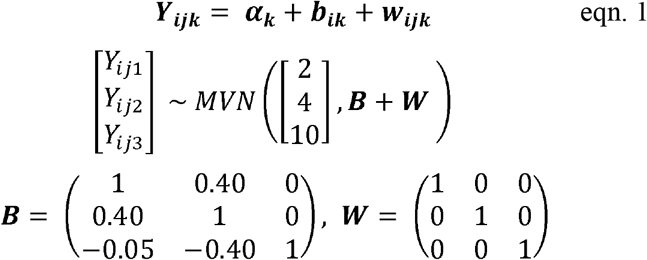 Y_ijk = α_k + b_ik + w_ijk    eqn. 1
[Y_ij1; Y_ij2; Y_ij3] ~ MVN([2; 4; 10], B + W)
B = (1 0.40 0; 0.40 1 0; −0.05 −0.40 1), W = (1 0 0; 0 1 0; 0 0 1)